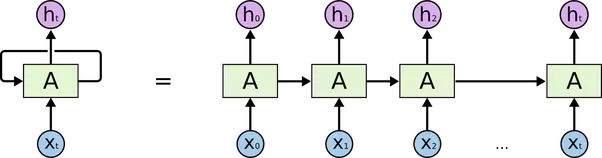 hₜ h₀ h₁ h₂ hₜ
A = A A A A
xₜ x₀ x₁ x₂ ... xₜ